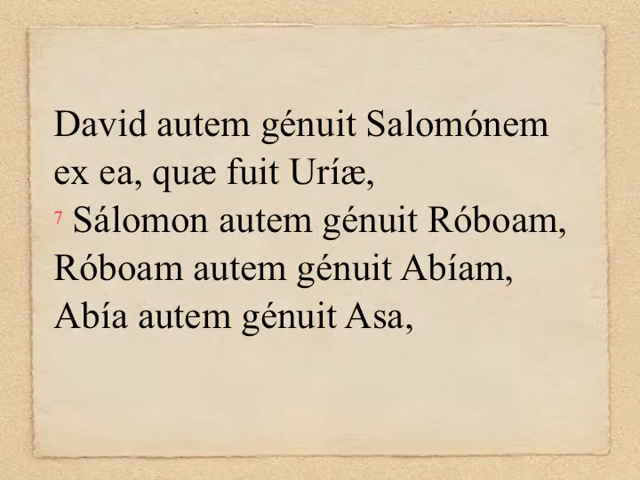 David autem génuit Salomónem
ex ea, quæ fuit Uríæ,
7 Sálomon autem génuit Róboam,
Róboam autem génuit Abíam,
Abía autem génuit Asa,